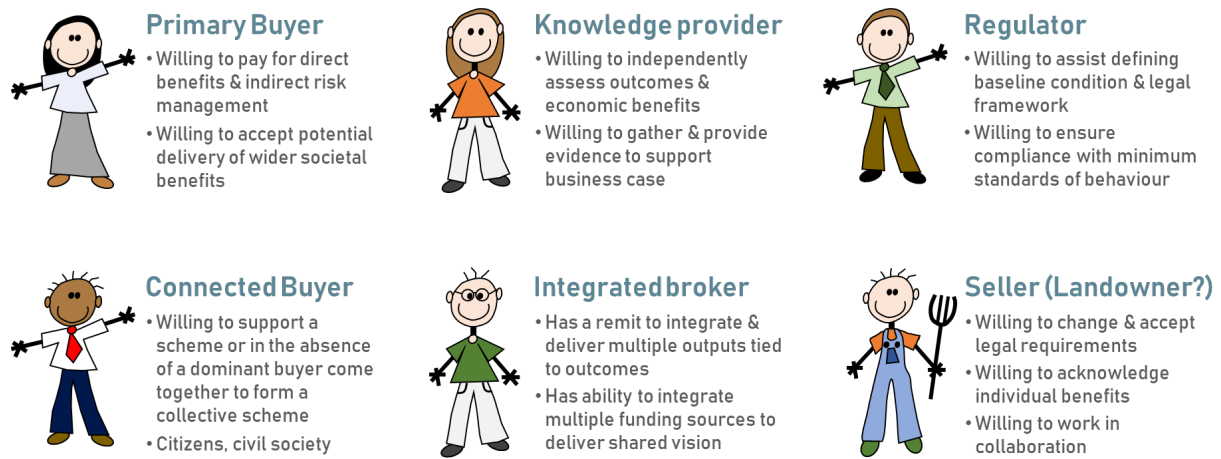 Primary Buyer
• Willing to pay for direct
benefits & indirect risk
management
• Willing to accept potential
delivery of wider societal
benefits
Knowledge provider
• Willing to independently
assess outcomes &
economic benefits
• Willing to gather & provide
evidence to support
business case
Regulator
• Willing to assist defining
baseline condition & legal
framework
• Willing to ensure
compliance with minimum
standards of behaviour
Connected Buyer
• Willing to support a
scheme or in the absence
of a dominant buyer come
together to form a
collective scheme
• Citizens, civil society
Integrated broker
• Has a remit to integrate &
deliver multiple outputs tied
to outcomes
• Has ability to integrate
multiple funding sources to
deliver shared vision
Seller (Landowner?)
• Willing to change & accept
legal requirements
• Willing to acknowledge
individual benefits
• Willing to work in
collaboration